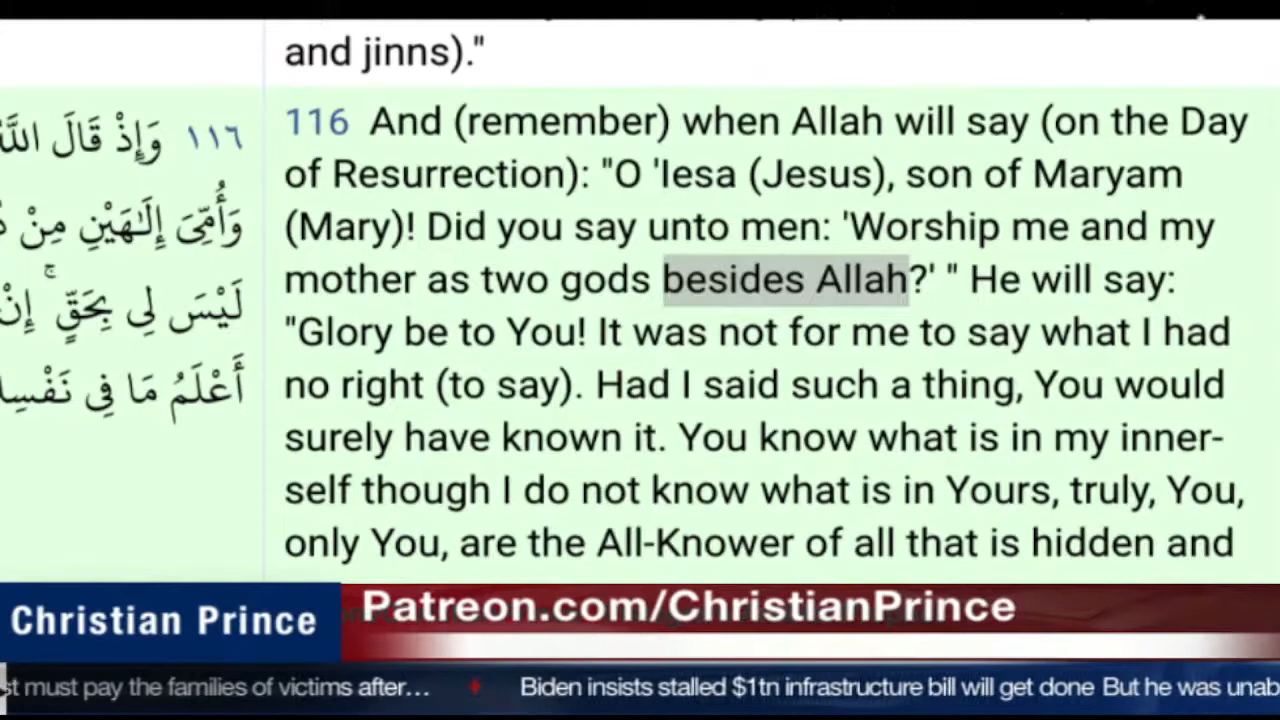 and jinns)."
116 And (remember) when Allah will say (on the Day
of Resurrection): "O 'Iesa (Jesus), son of Maryam
(Mary)! Did you say unto men: 'Worship me and my
mother as two gods besides Allah?' " He will say:
"Glory be to You! It was not for me to say what I had
no right (to say). Had I said such a thing, You would
surely have known it. You know what is in my inner-
self though I do not know what is in Yours, truly, You,
only You, are the All-Knower of all that is hidden and
١١٦ وَإِذْ قَالَ اللَّهُ
وَأُمِّىَ إِلَـٰهَيْنِ مِنْ
لَيْسَ لِى بِحَقٍّ ۚ إِنْ
أَعْلَمُ مَا فِى
Christian Prince
Patreon.com/ChristianPrince
st must pay the families of victims after... Biden insists stalled $1tn infrastructure bill will get done But he was unab